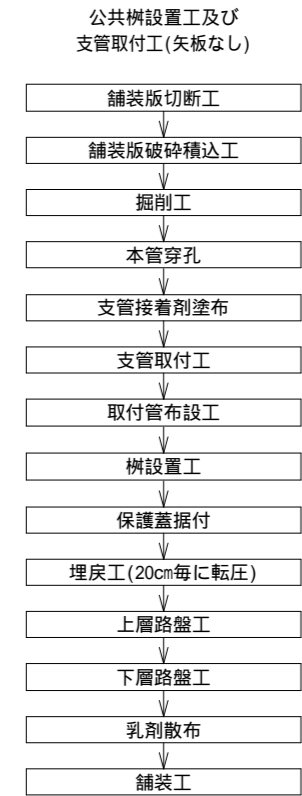 公共桝設置工及び
支管取付工(矢板なし)
舗装版切断工
舗装版破砕積込工
掘削工
本管穿孔
支管接着剤塗布
支管取付工
取付管布設工
桝設置工
保護蓋据付
埋戻工(20㎝毎に転圧)
上層路盤工
下層路盤工
乳剤散布
舗装工